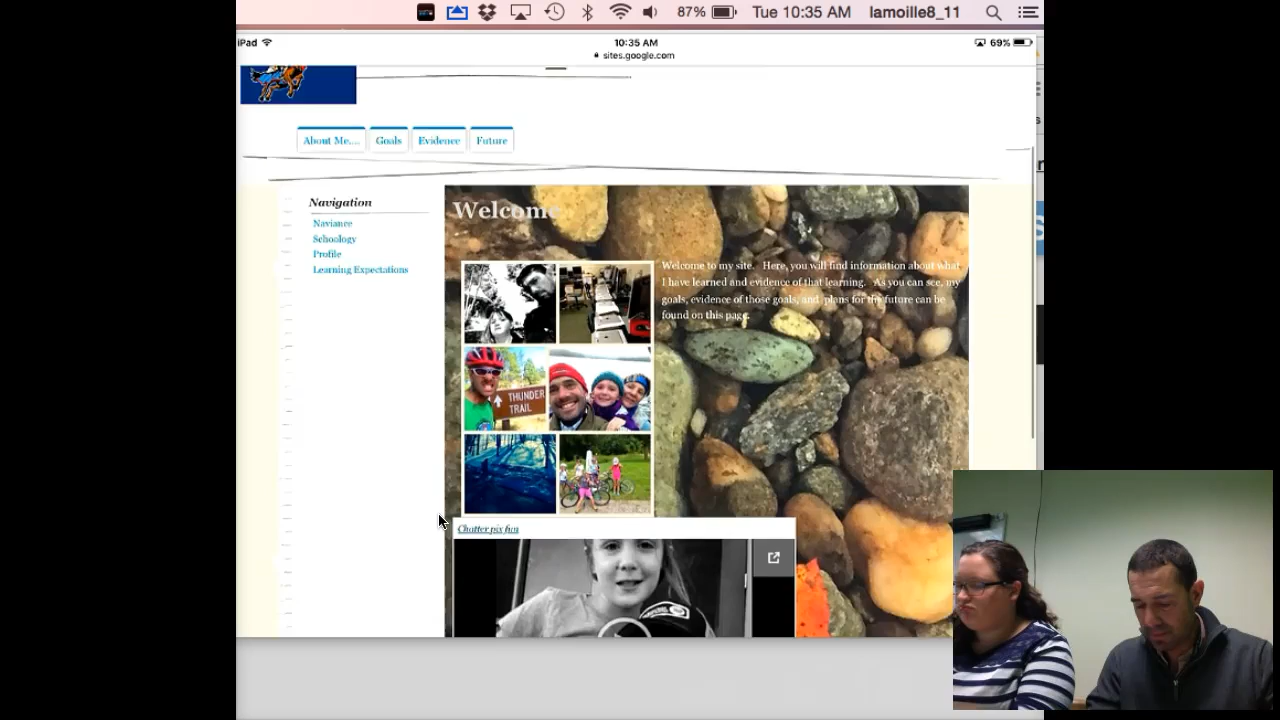 87% Tue 10:35 AM lamoille8_11
iPad 10:35 AM 69%
sites.google.com
About Me.... Goals Evidence Future
Navigation
Naviance
Schoology
Profile
Learning Expectations
Welcome
Welcome to my site. Here, you will find information about what
I have learned and evidence of that learning. As you can see, my
goals, evidence of those goals, and plans for the future can be
found on this page.
THUNDER
TRAIL
Chatter pix fun